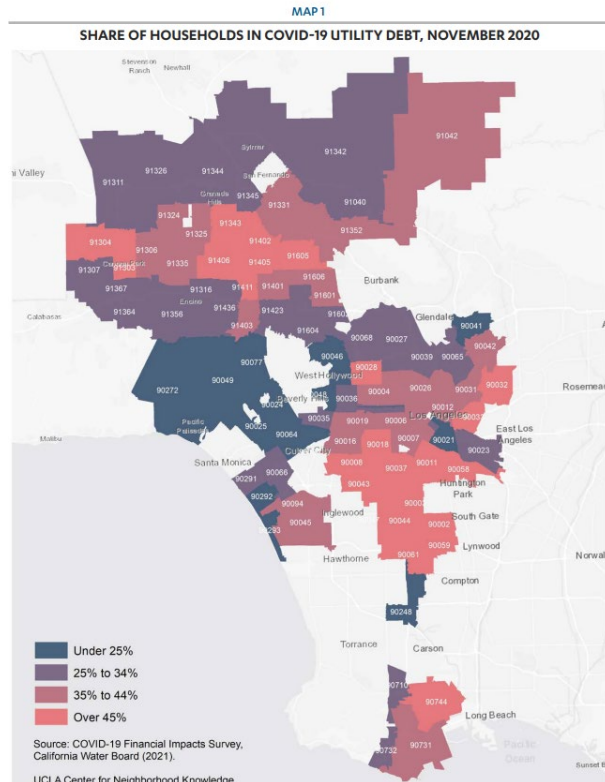 MAP 1
SHARE OF HOUSEHOLDS IN COVID-19 UTILITY DEBT, NOVEMBER 2020
Stevenson Ranch
Newhall
91342
91042
Sylmar
91326
91344
San Fernando
Valley
91311
Granada Hills
91345
91040
91331
91324
91325
91343
91352
91304
91306
91402
91303
91335
91406
91405
91605
91307
91606
Burbank
91367
91316
91411
91401
91601
Encino
91436
91423
Calabasas
91364
91356
91403
91604
Glendale
90041
90068
90027
90046
90039
90065
90042
90077
West Hollywood
90028
90272
90049
90004
90026
90031
90032
Rosemead
Beverly Hills
90036
90012
90024
Los Angeles
90035
90019
90006
Pacific Palisades
90025
90021
East Los Angeles
90064
Culver City
90016
90018
90007
90023
Malibu
Santa Monica
90066
90008
90037
90011
90058
90291
90043
Huntington Park
90292
90094
90045
Inglewood
90044
90002
South Gate
90059
Lynwood
Hawthorne
90061
Norwalk
Compton
90248
Torrance
Carson
90710
90744
Long Beach
90732
90731
Pacific Ocean
Under 25%
25% to 34%
35% to 44%
Over 45%
Source: COVID-19 Financial Impacts Survey,
California Water Board (2021).
UCLA Center for Neighborhood Knowledge